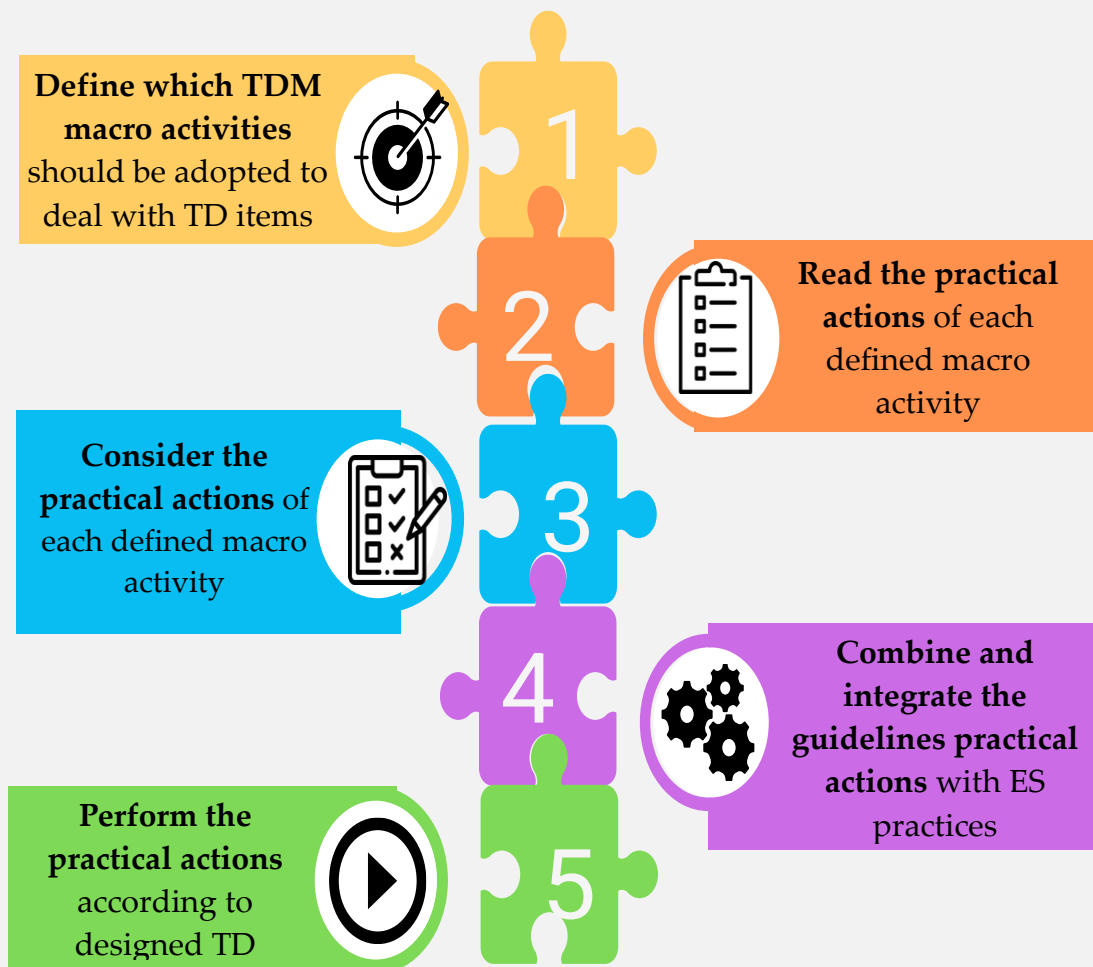 Define which TDM
macro activities
should be adopted to
deal with TD items
1
2
Read the practical
actions of each
defined macro
activity
Consider the
practical actions of
each defined macro
activity
3
4
Combine and
integrate the
guidelines practical
actions with ES
practices
Perform the
practical actions
according to
designed TD
5